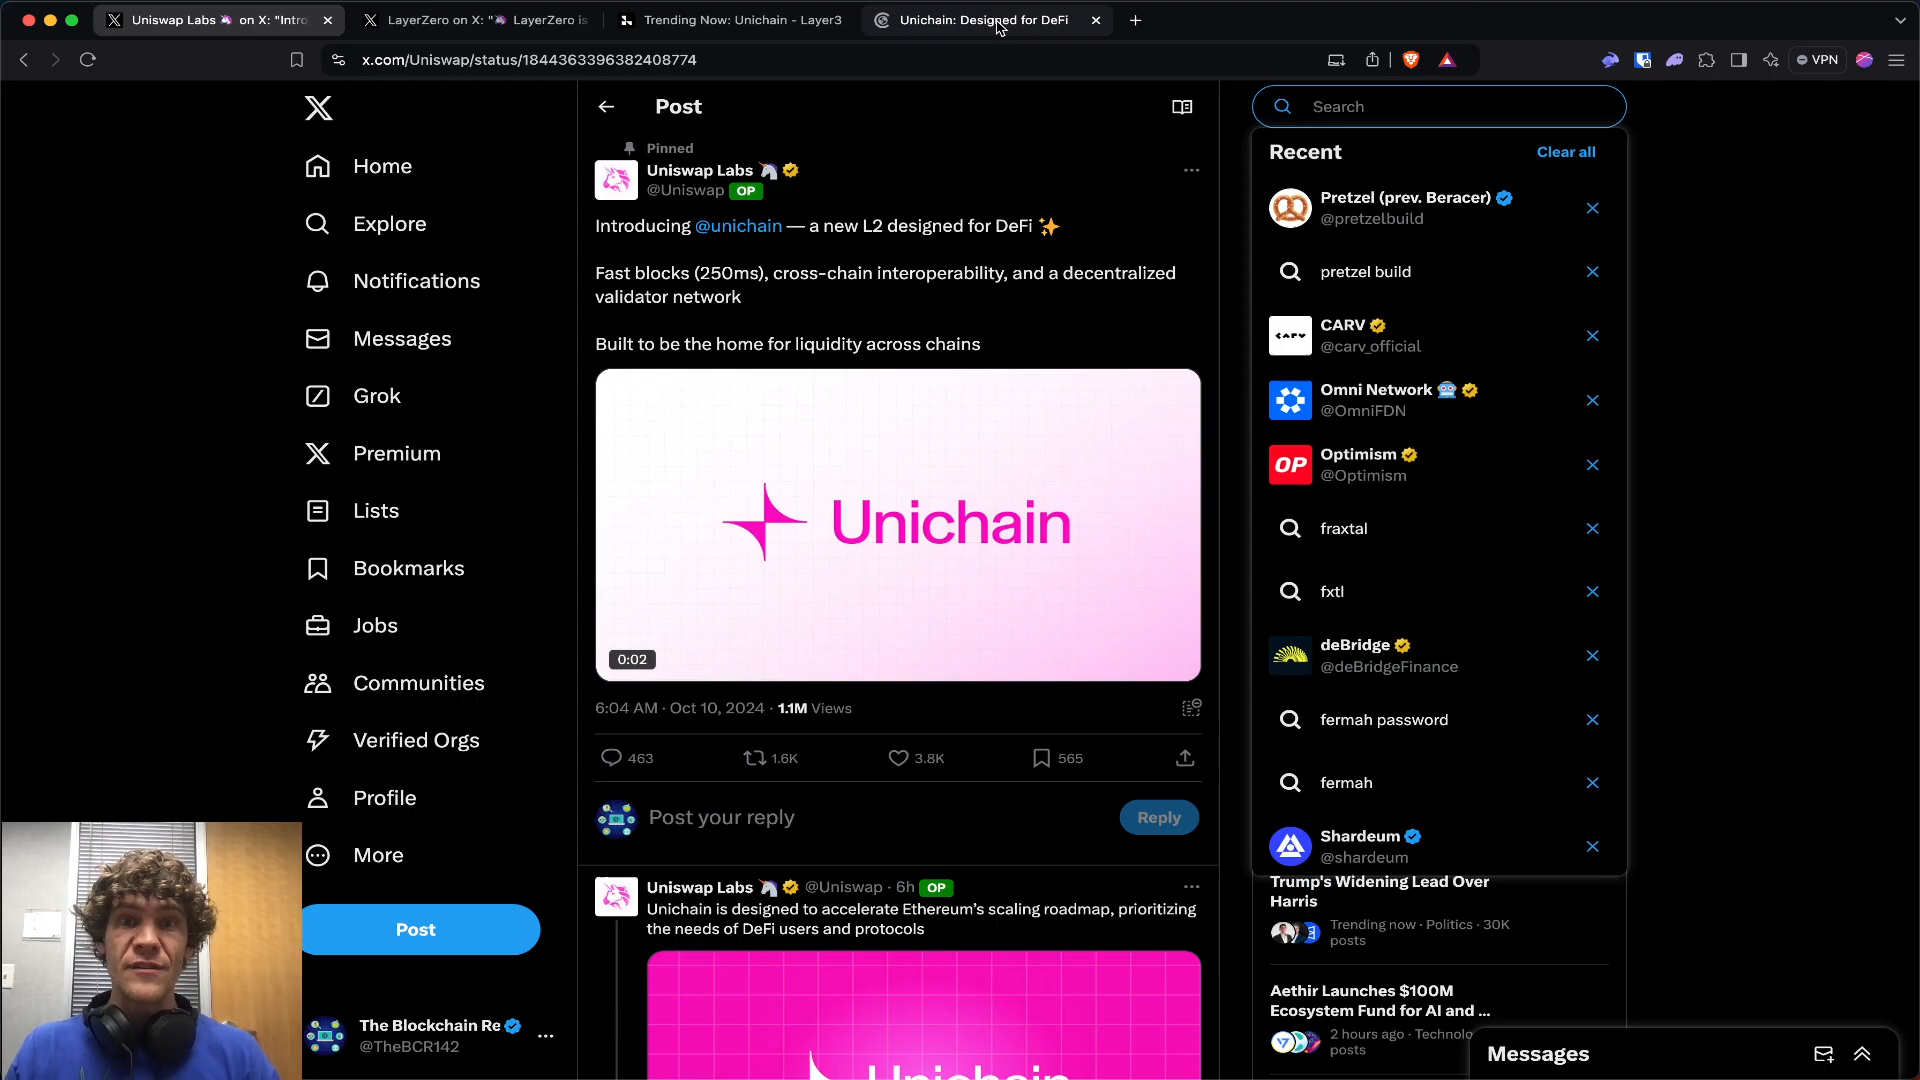 Uniswap Labs 🦄 on X: "Intro
LayerZero on X: "🦄 LayerZero is
Trending Now: Unichain - Layer3
Unichain: Designed for DeFi
x.com/Uniswap/status/1844363396382408774
VPN
Home
Explore
Notifications
Messages
Grok
Premium
Lists
Bookmarks
Jobs
Communities
Verified Orgs
Profile
More
Post
The Blockchain Re
@TheBCR142
Post
Pinned
Uniswap Labs 🦄
@Uniswap OP
Introducing @unichain — a new L2 designed for DeFi ✨
Fast blocks (250ms), cross-chain interoperability, and a decentralized
validator network
Built to be the home for liquidity across chains
Unichain
0:02
6:04 AM · Oct 10, 2024 · 1.1M Views
463
1.6K
3.8K
565
Post your reply
Reply
Uniswap Labs 🦄 @Uniswap · 6h OP
Unichain is designed to accelerate Ethereum's scaling roadmap, prioritizing
the needs of DeFi users and protocols
Unichain
Search
Recent
Clear all
Pretzel (prev. Beracer)
@pretzelbuild
pretzel build
CARV
CARV
@carv_official
Omni Network 🤖
@OmniFDN
OP
Optimism
@Optimism
fraxtal
fxtl
deBridge
@deBridgeFinance
fermah password
fermah
Shardeum
@shardeum
Trump's Widening Lead Over
Harris
Trending now · Politics · 30K
posts
Aethir Launches $100M
Ecosystem Fund for AI and ...
2 hours ago · Technolo
posts
Messages